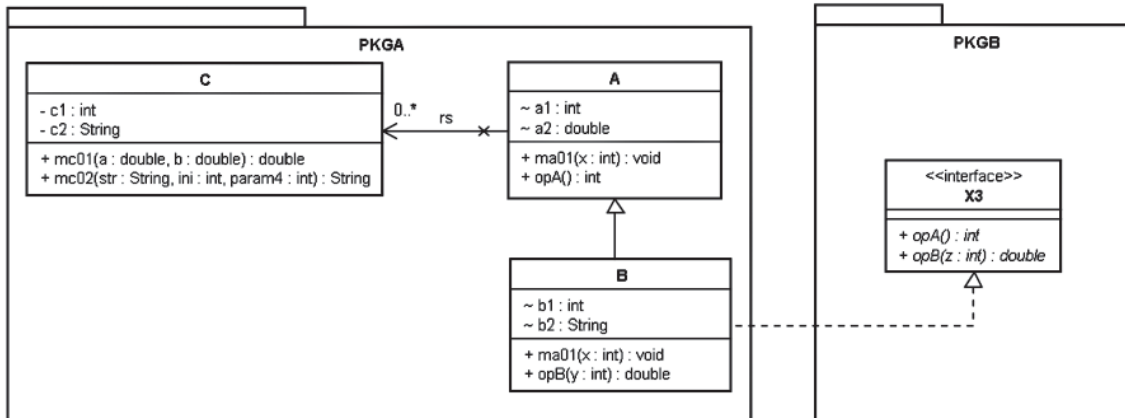 PKGA
C
- c1 : int
- c2 : String
+ mc01(a : double, b : double) : double
+ mc02(str : String, ini : int, param4 : int) : String
0..*
rs
A
~ a1 : int
~ a2 : double
+ ma01(x : int) : void
+ opA() : int
B
~ b1 : int
~ b2 : String
+ ma01(x : int) : void
+ opB(y : int) : double
PKGB
<<interface>>
X3
+ opA() : int
+ opB(z : int) : double